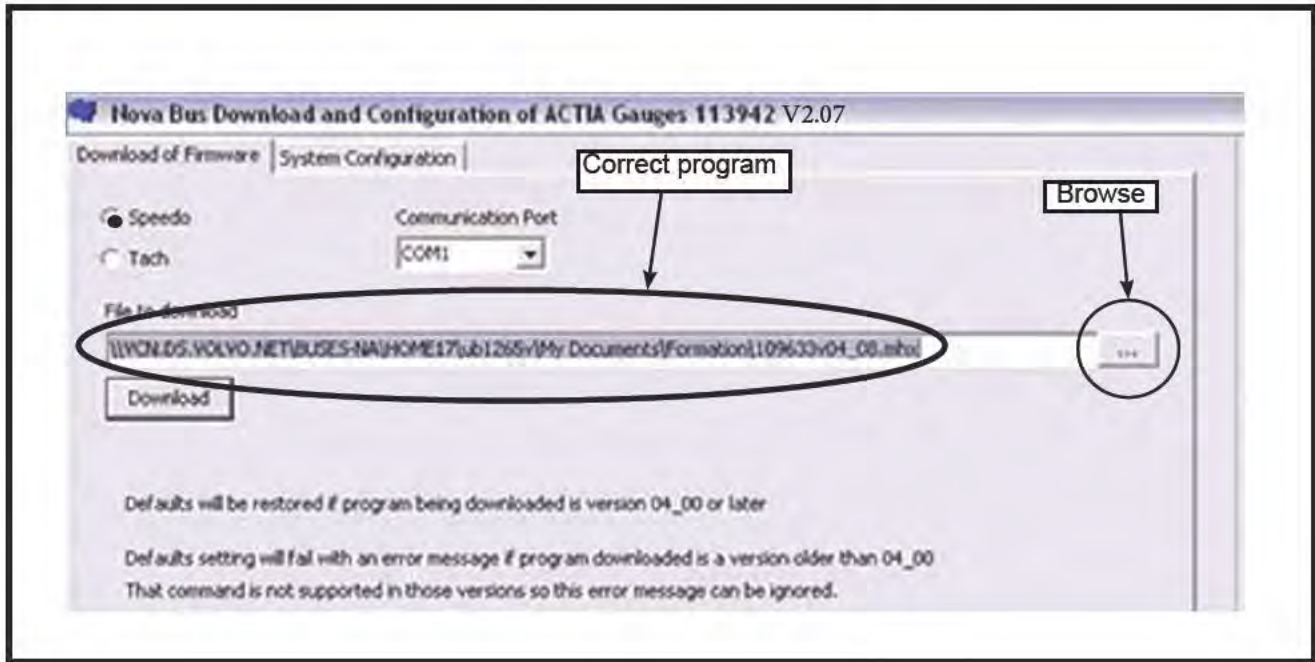 Nova Bus Download and Configuration of ACTIA Gauges 113942 V2.07
Download of Firmware System Configuration
Correct program
Browse
Speedo
Communication Port
Tach
COM1
File to download
\\VCN.DS.VOLVO.NET\BUSES-NA\HOME17\ub1265v\My Documents\Formation\109633v04_08.mhx
...
Download
Defaults will be restored if program being downloaded is version 04_00 or later
Defaults setting will fail with an error message if program downloaded is a version older than 04_00
That command is not supported in those versions so this error message can be ignored.